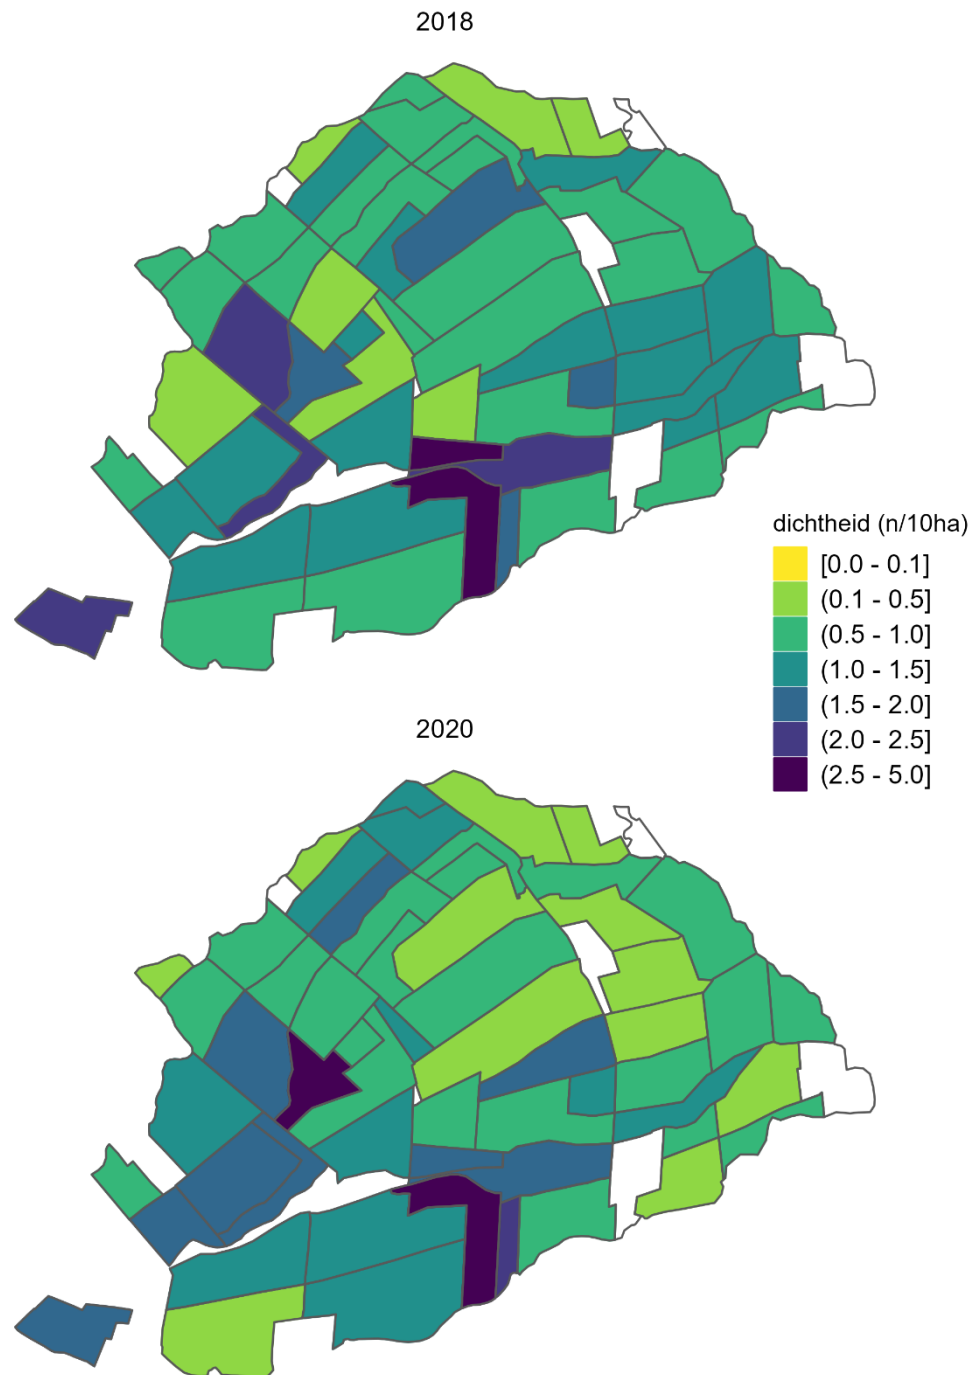 2018
dichtheid (n/10ha)
[0.0 - 0.1]
(0.1 - 0.5]
(0.5 - 1.0]
(1.0 - 1.5]
(1.5 - 2.0]
(2.0 - 2.5]
(2.5 - 5.0]
2020